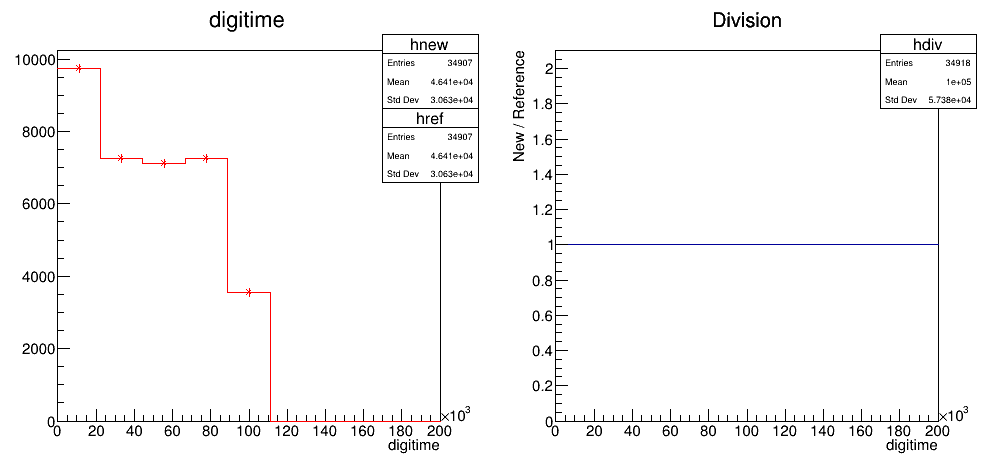 digitime
hnew
Entries 34907
Mean 4.641e+04
Std Dev 3.063e+04
href
Entries 34907
Mean 4.641e+04
Std Dev 3.063e+04
10000
8000
6000
4000
2000
0
0 20 40 60 80 100 120 140 160 180 200
×10³
digitime
Division
hdiv
Entries 34918
Mean 1e+05
Std Dev 5.738e+04
New / Reference
2
1.8
1.6
1.4
1.2
1
0.8
0.6
0.4
0.2
0
0 20 40 60 80 100 120 140 160 180 200
×10³
digitime